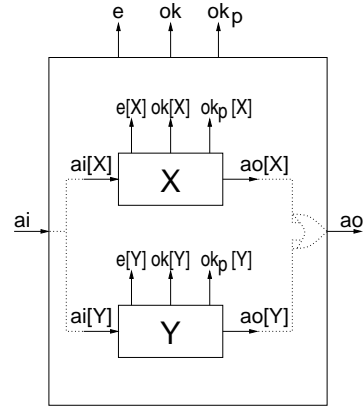 e ok ok_p
e[X] ok[X] ok_p [X]
ai[X] X ao[X]
ai ao
e[Y] ok[Y] ok_p [Y]
ai[Y] Y ao[Y]